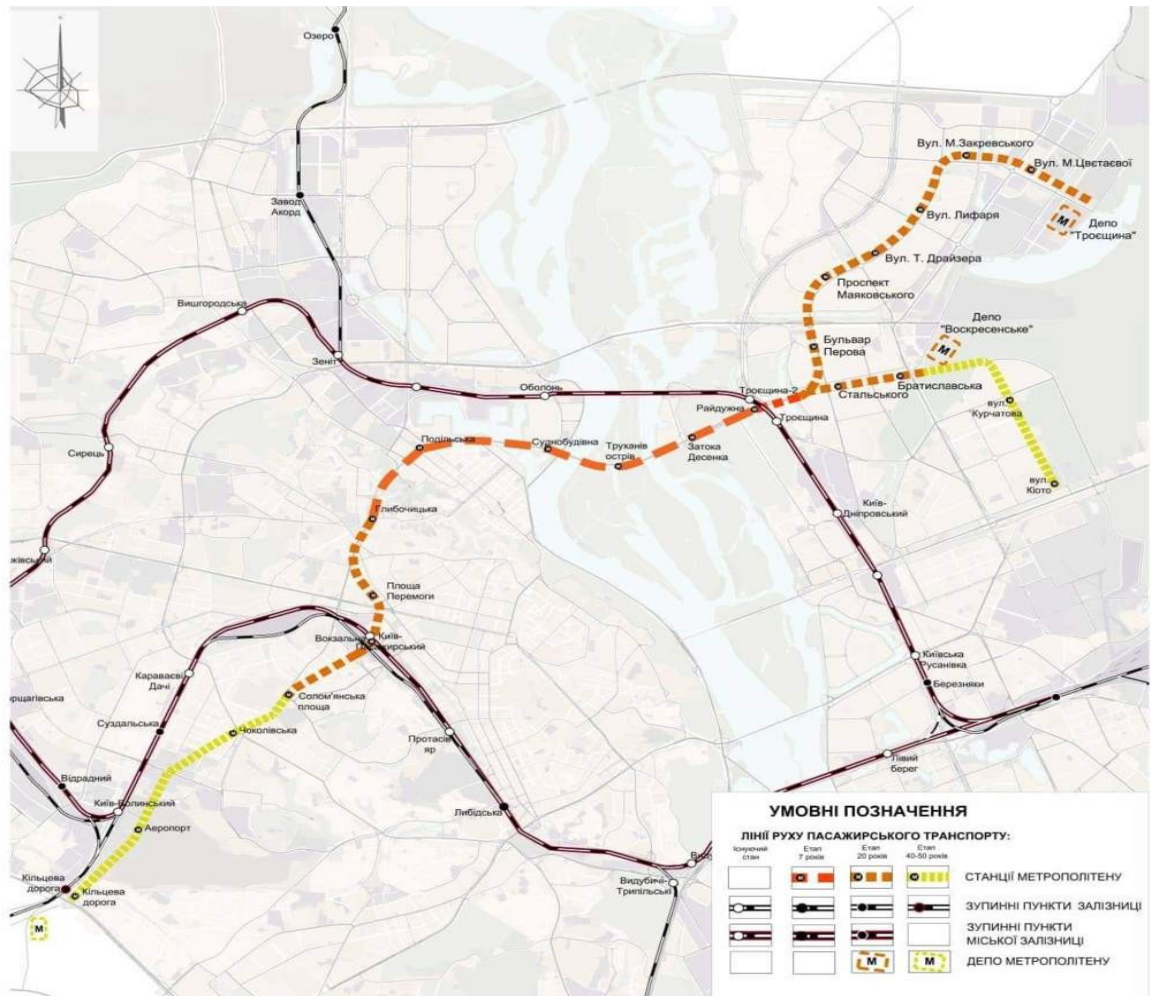 Озеро
Вул. М.Закревського
Вул. М.Цвєтаєвої
Завод
Акорд
Вул. Лифаря
М
Депо
"Троєщина"
Вул. Т. Драйзера
Проспект
Маяковського
Вишгородська
Депо
"Воскресенське"
М
Бульвар
Перова
Зеніт
Оболонь
Троєщина-2
Стальського
Братиславська
Райдужна
Троєщина
вул.
Курчатова
Подільська
Суднобудівна
Труханів
острів
Затока
Десенка
Сирець
вул.
Кіото
Глибочицька
Київ-
Дніпровський
жівський
Площа
Перемоги
Вокзальна
Київ-
Київська
Русанівка
Караваєві
Дачі
Березняки
орщагівська
Солом'янська
площа
Суздальська
Чоколівська
Протасів
яр
Лівий
берег
Відрадний
Київ-Волинський
Либідська
Аеропорт
Кільцева
дорога
Кільцева
дорога
Видубичі-
Трипільські
М
УМОВНІ ПОЗНАЧЕННЯ
ЛІНІЇ РУХУ ПАСАЖИРСЬКОГО ТРАНСПОРТУ:
Існуючий
стан
Етап
7 років
Етап
20 років
Етап
40-50 років
СТАНЦІЇ МЕТРОПОЛІТЕНУ
ЗУПИННІ ПУНКТИ ЗАЛІЗНИЦІ
ЗУПИННІ ПУНКТИ
МІСЬКОЇ ЗАЛІЗНИЦІ
М
М
ДЕПО МЕТРОПОЛІТЕНУ